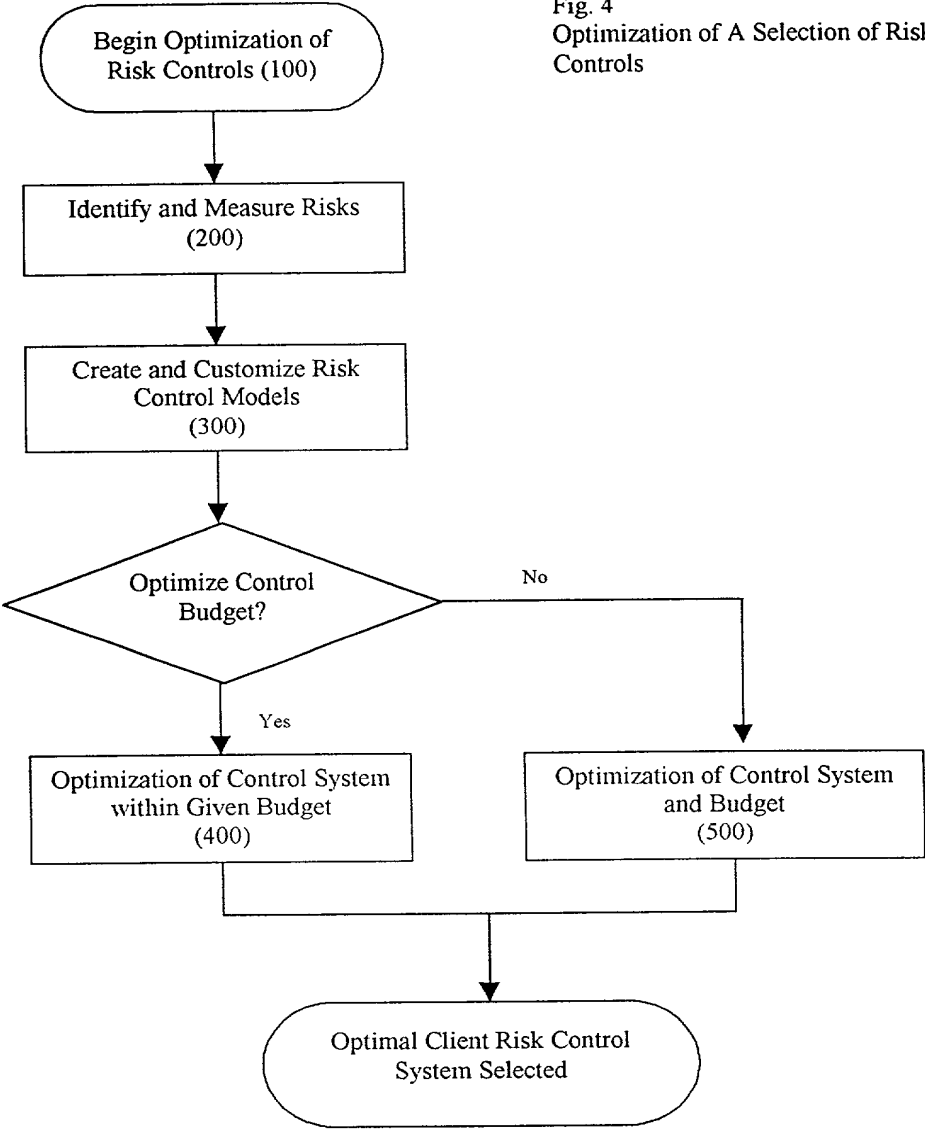 Fig. 4
Optimization of A Selection of Risk
Controls
Begin Optimization of
Risk Controls (100)
Identify and Measure Risks
(200)
Create and Customize Risk
Control Models
(300)
Optimize Control
Budget?
No
Yes
Optimization of Control System
within Given Budget
(400)
Optimization of Control System
and Budget
(500)
Optimal Client Risk Control
System Selected